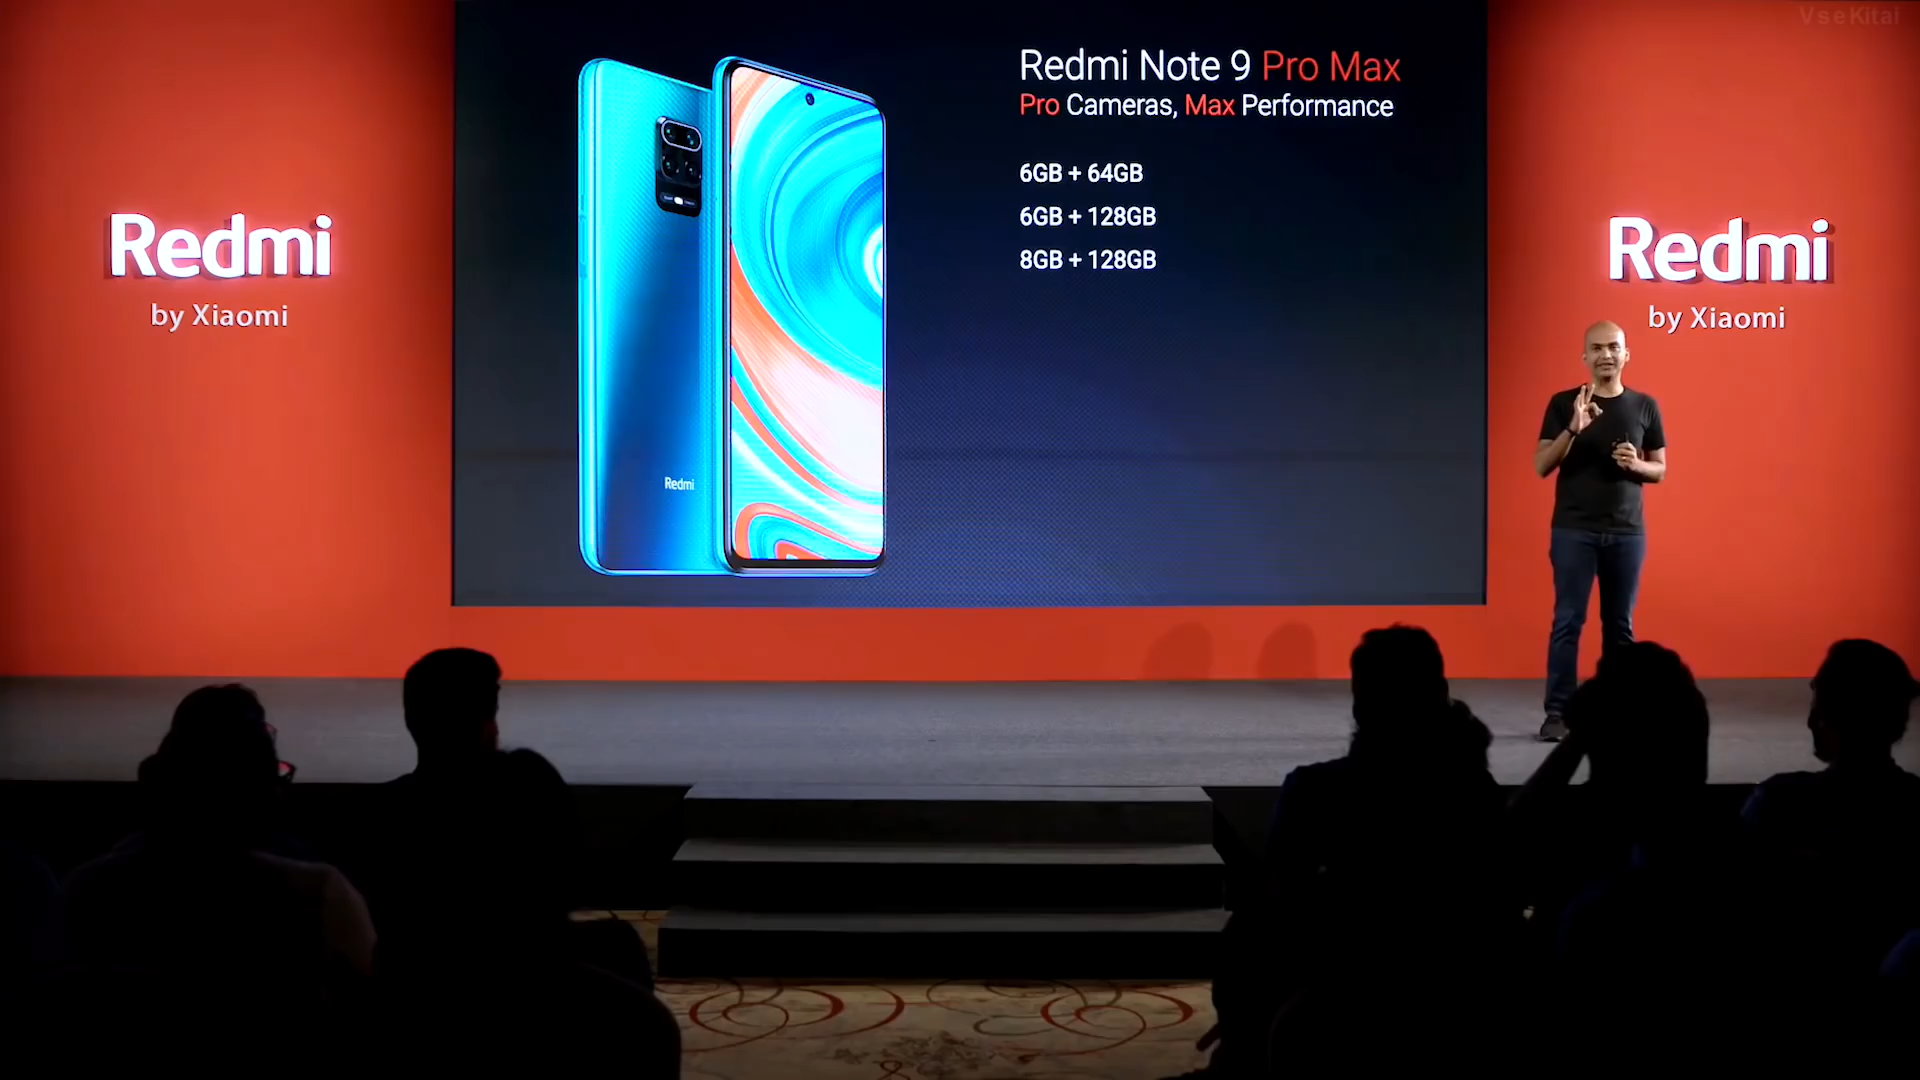 VseKitai
Redmi Note 9 Pro Max
Pro Cameras, Max Performance
6GB + 64GB
6GB + 128GB
8GB + 128GB
Redmi
by Xiaomi
Redmi
Redmi
by Xiaomi